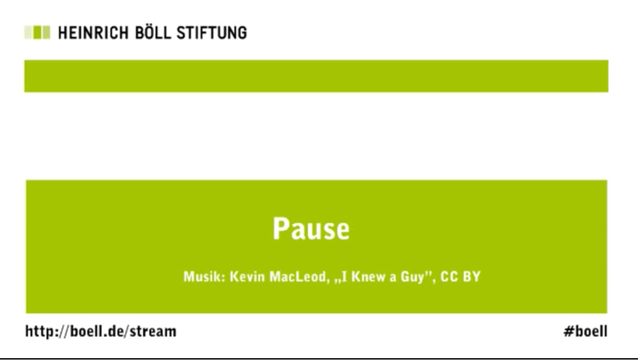 HEINRICH BÖLL STIFTUNG
Pause
Musik: Kevin MacLeod, „I Knew a Guy”, CC BY
http://boell.de/stream
#boell